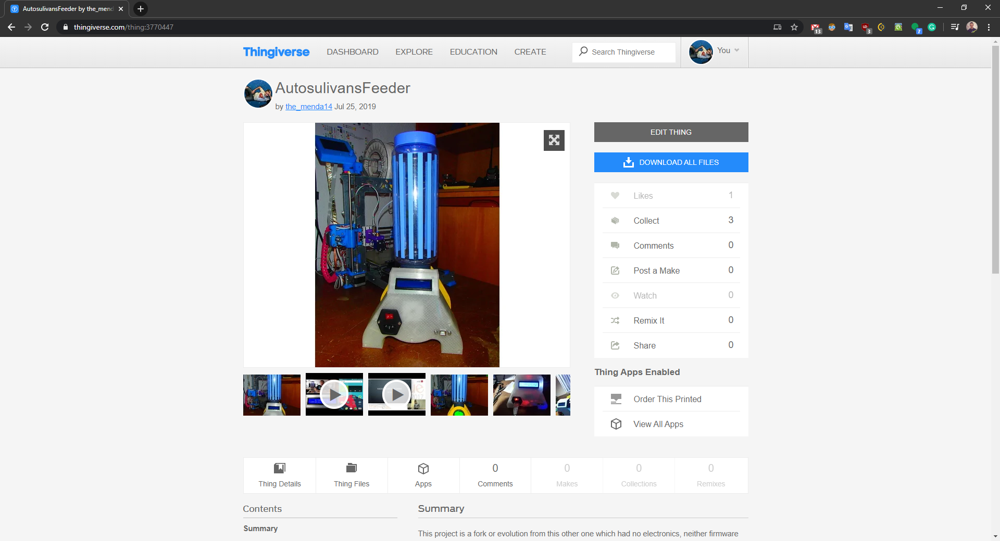 AutosulivansFeeder by the_mend
thingiverse.com/thing:3770447
13
3
7
Thingiverse
DASHBOARD
EXPLORE
EDUCATION
CREATE
Search Thingiverse
You
AutosulivansFeeder
by the_menda14 Jul 25, 2019
EDIT THING
DOWNLOAD ALL FILES
Likes 1
Collect 3
Comments 0
Post a Make 0
Watch 0
Remix It 0
Share 0
Thing Apps Enabled
Order This Printed
View All Apps
2017
Thing Details
Thing Files
Apps
0
Comments
0
Makes
0
Collections
0
Remixes
Contents
Summary
Summary
This project is a fork or evolution from this other one which had no electronics, neither firmware